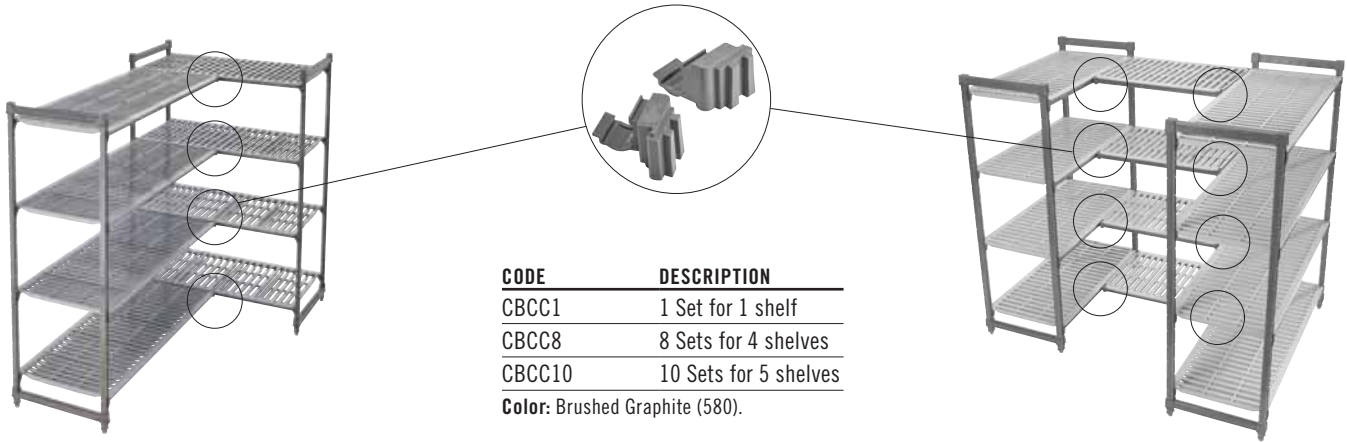 CODE DESCRIPTION
CBCC1 1 Set for 1 shelf
CBCC8 8 Sets for 4 shelves
CBCC10 10 Sets for 5 shelves
Color: Brushed Graphite (580).